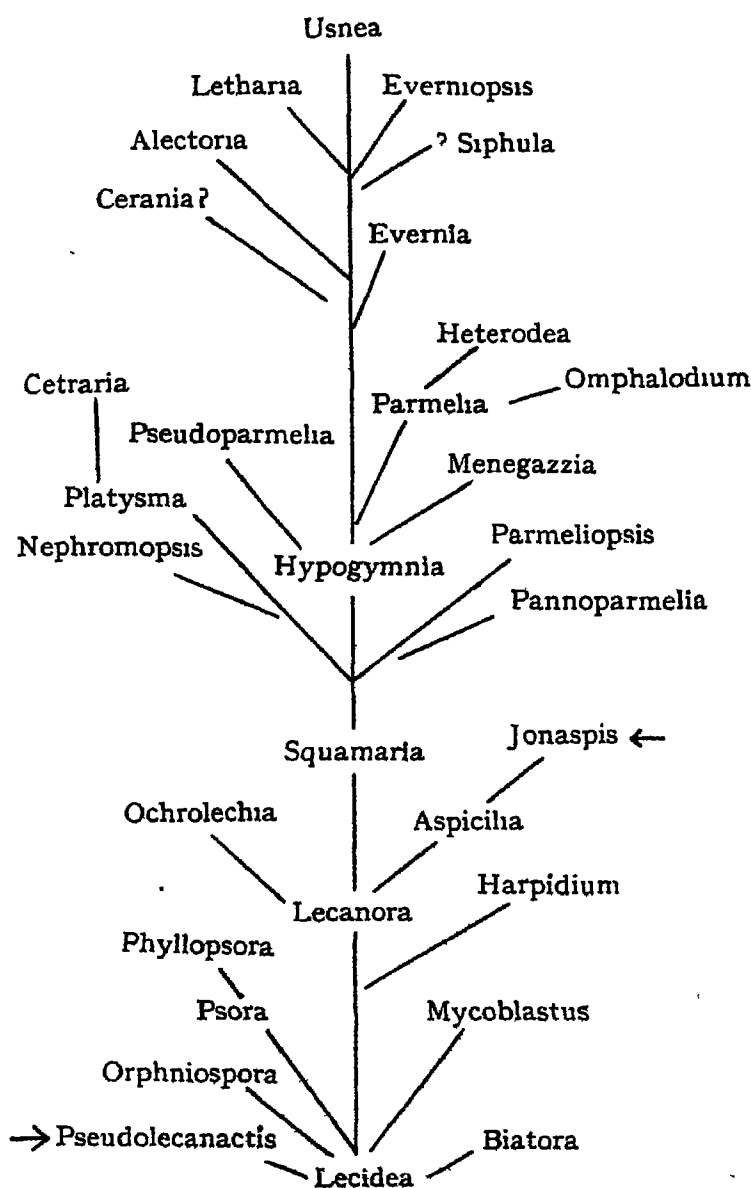 Usnea
Letharia
Everniopsis
Alectoria
? Siphula
Cerania?
Evernia
Heterodea
Cetraria
Omphalodium
Parmelia
Pseudoparmelia
Menegazzia
Platysma
Nephromopsis
Parmeliopsis
Hypogymnia
Pannoparmelia
Jonaspis ←
Squamaria
Ochrolechia
Aspicilia
Harpidium
Lecanora
Phyllopsora
Psora
Mycoblastus
Orphniospora
→ Pseudolecanactis
Biatora
Lecidea